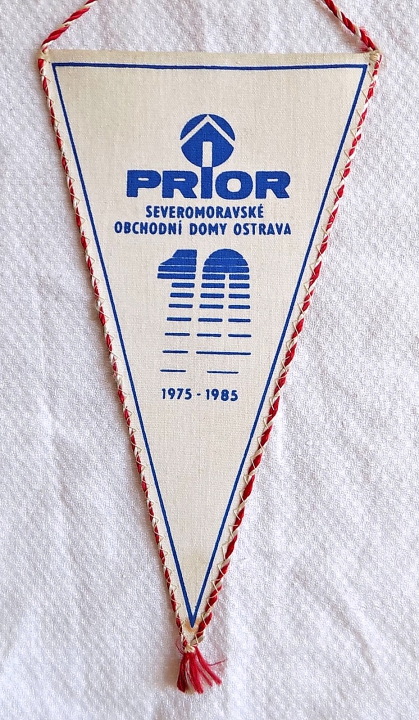 PRIOR
SEVEROMORAVSKÉ
OBCHODNÍ DOMY OSTRAVA
10
1975 - 1985